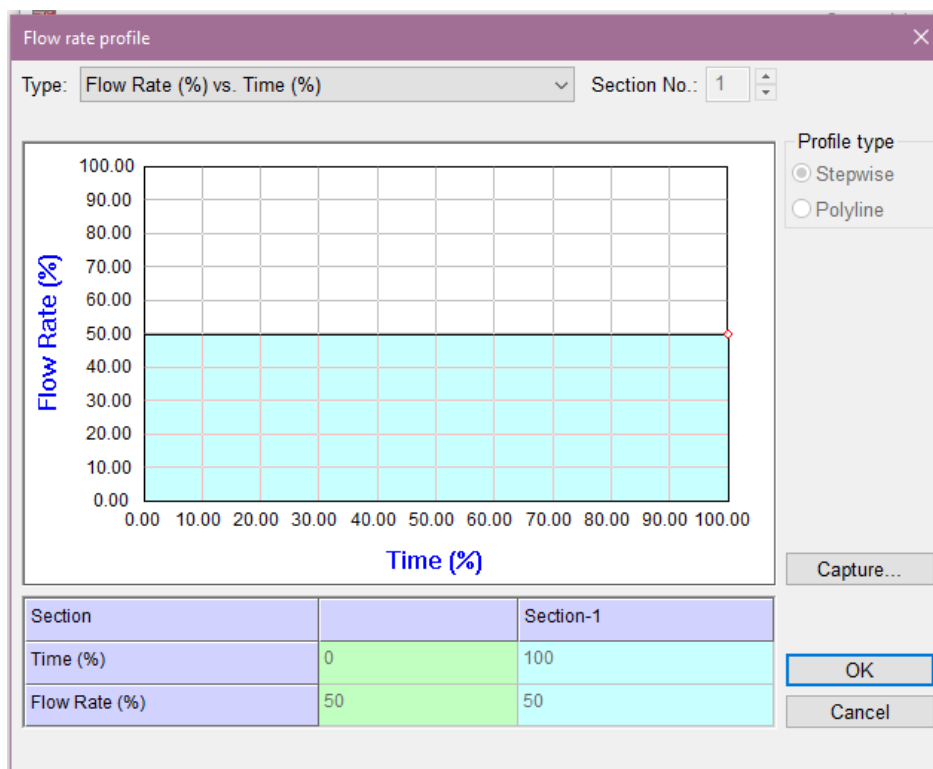 Flow rate profile
Type: Flow Rate (%) vs. Time (%) Section No.: 1
Profile type
Stepwise
Polyline
100.00
90.00
80.00
70.00
60.00
50.00
40.00
30.00
20.00
10.00
0.00
Flow Rate (%)
0.00 10.00 20.00 30.00 40.00 50.00 60.00 70.00 80.00 90.00 100.00
Time (%)
Capture...
Section Section-1
Time (%) 0 100
Flow Rate (%) 50 50
OK
Cancel